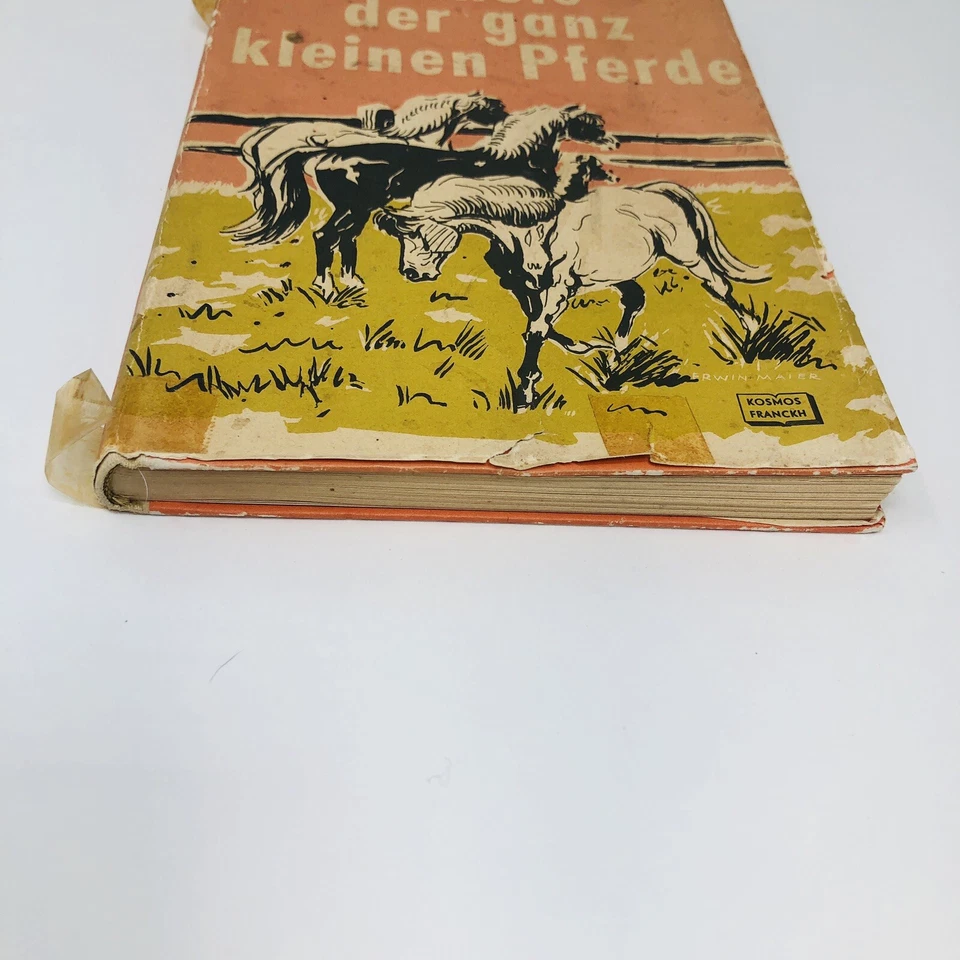 der ganz
kleinen Pferde
ERWIN MAIER
KOSMOS
FRANCKH